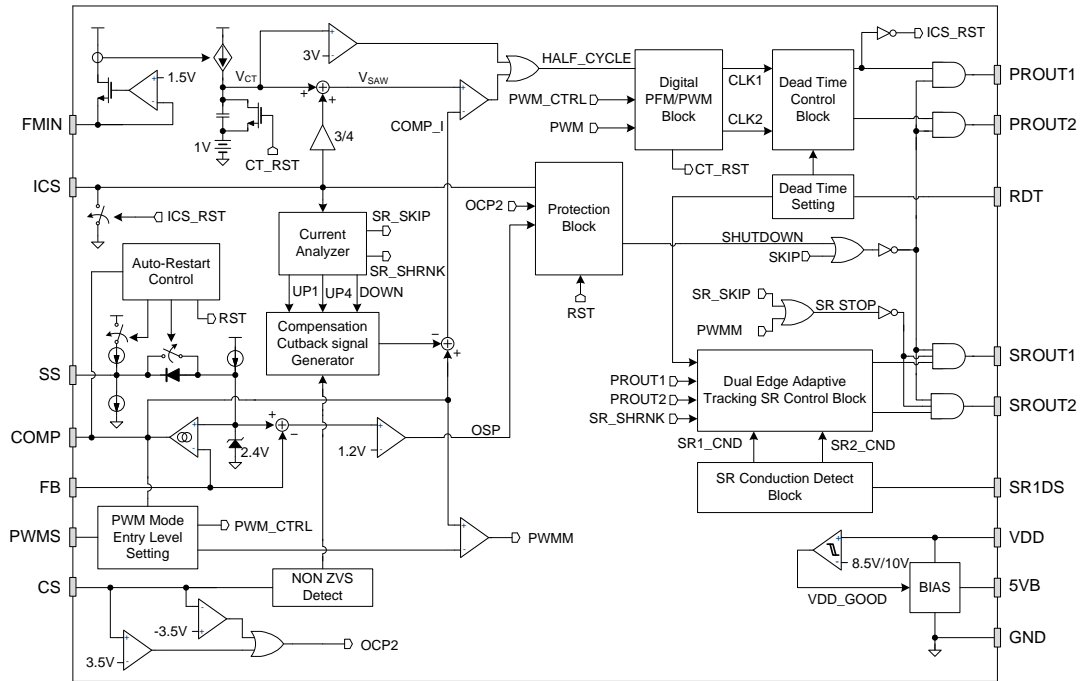 FMIN
ICS
SS
COMP
FB
PWMS
CS
PROUT1
PROUT2
RDT
SROUT1
SROUT2
SR1DS
VDD
5VB
GND
1.5V
VCT
1V
CT_RST
3V
VSAW
3/4
COMP_I
HALF_CYCLE
PWM_CTRL
PWM
Digital
PFM/PWM
Block
CLK1
CLK2
CT_RST
Dead Time
Control
Block
ICS_RST
Dead Time
Setting
ICS_RST
Current
Analyzer
SR_SKIP
SR_SHRNK
UP1
UP4
DOWN
OCP2
Protection
Block
RST
SHUTDOWN
SKIP
Auto-Restart
Control
RST
Compensation
Cutback signal
Generator
SR_SKIP
PWMM
SR_STOP
PROUT1
PROUT2
SR_SHRNK
Dual Edge Adaptive
Tracking SR Control Block
SR1_CND
SR2_CND
SR Conduction Detect
Block
2.4V
1.2V
OSP
PWM Mode
Entry Level
Setting
PWM_CTRL
PWMM
NON ZVS
Detect
-3.5V
3.5V
OCP2
8.5V/10V
VDD_GOOD
BIAS